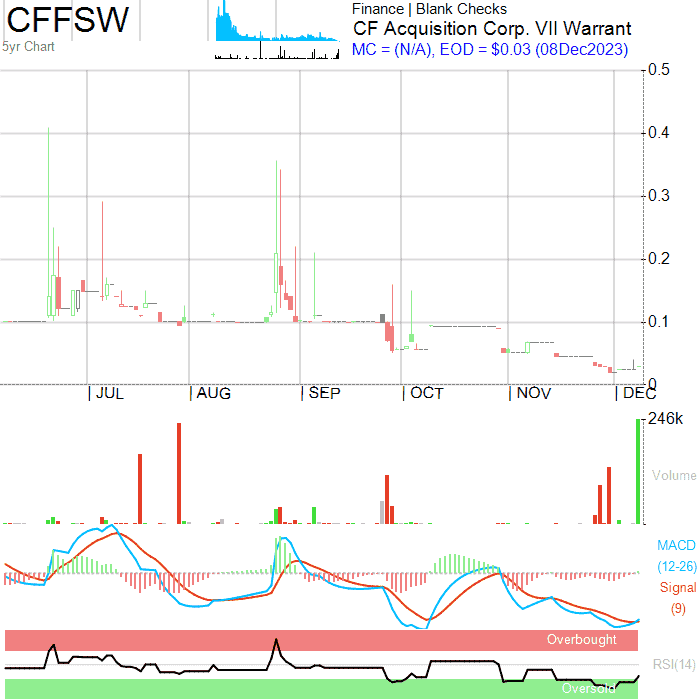 CFFSW
5yr Chart
Finance | Blank Checks
CF Acquisition Corp. VII Warrant
MC = (N/A), EOD = $0.03 (08Dec2023)
0.5
0.4
0.3
0.2
0.1
0
JUL AUG SEP OCT NOV DEC
246k
Volume
MACD
(12-26)
Signal
(9)
Overbought
RSI(14)
Oversold